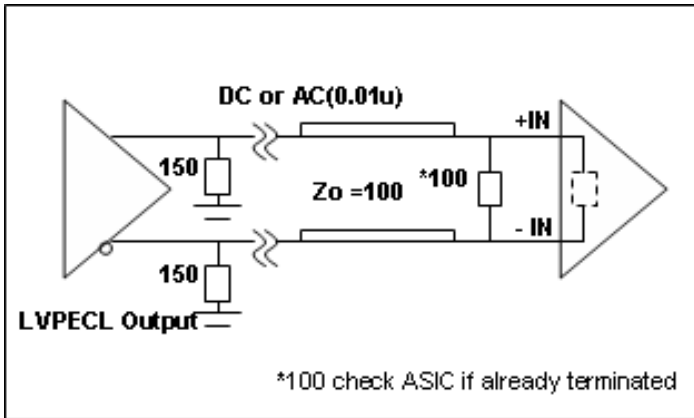 DC or AC(0.01u)
+IN
150
Zo =100
*100
- IN
150
LVPECL Output
*100 check ASIC if already terminated